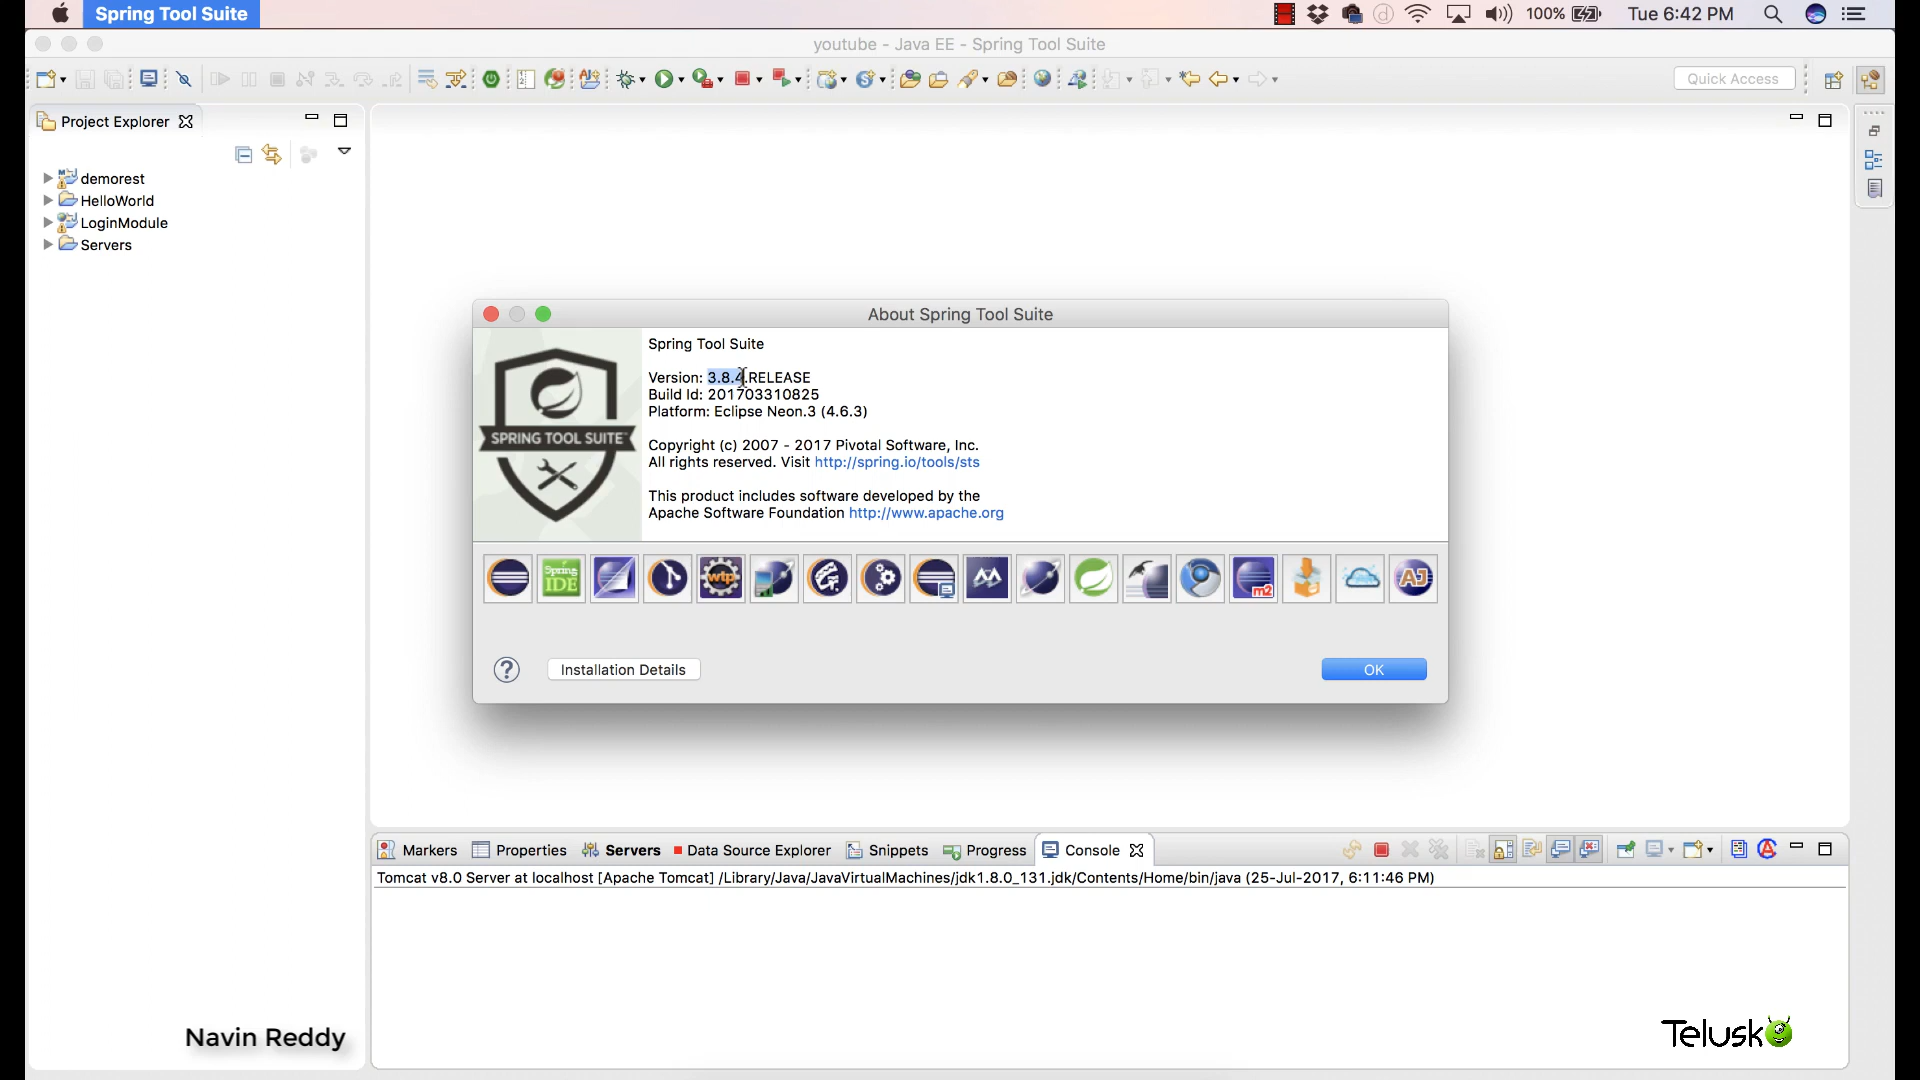 Spring Tool Suite
100%
Tue 6:42 PM
youtube - Java EE - Spring Tool Suite
Quick Access
Project Explorer
demorest
HelloWorld
LoginModule
Servers
About Spring Tool Suite
Spring Tool Suite
Version: 3.8.4.RELEASE
Build Id: 201703310825
Platform: Eclipse Neon.3 (4.6.3)
Copyright (c) 2007 - 2017 Pivotal Software, Inc.
All rights reserved. Visit http://spring.io/tools/sts
This product includes software developed by the
Apache Software Foundation http://www.apache.org
SPRING TOOL SUITE™
Spring IDE
wtp
m2
AJ
Installation Details
OK
Markers Properties Servers Data Source Explorer Snippets Progress Console
Tomcat v8.0 Server at localhost [Apache Tomcat] /Library/Java/JavaVirtualMachines/jdk1.8.0_131.jdk/Contents/Home/bin/java (25-Jul-2017, 6:11:46 PM)
Navin Reddy
Telusko